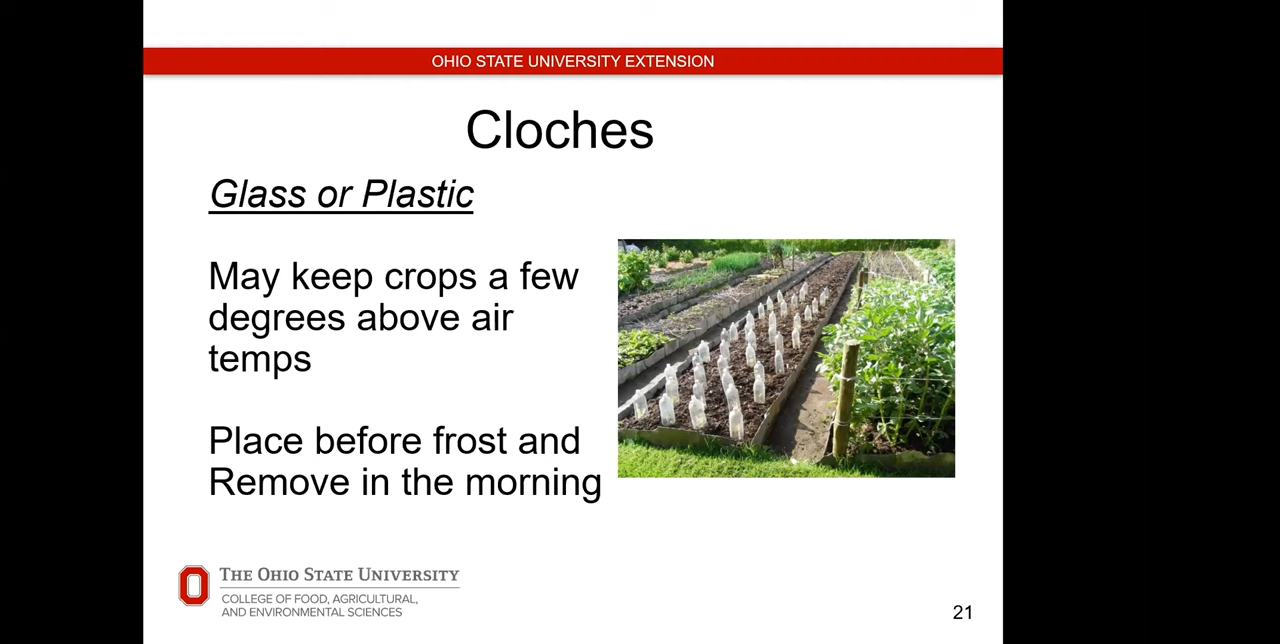 OHIO STATE UNIVERSITY EXTENSION
Cloches
Glass or Plastic
May keep crops a few
degrees above air
temps
Place before frost and
Remove in the morning
THE OHIO STATE UNIVERSITY
COLLEGE OF FOOD, AGRICULTURAL,
AND ENVIRONMENTAL SCIENCES
21